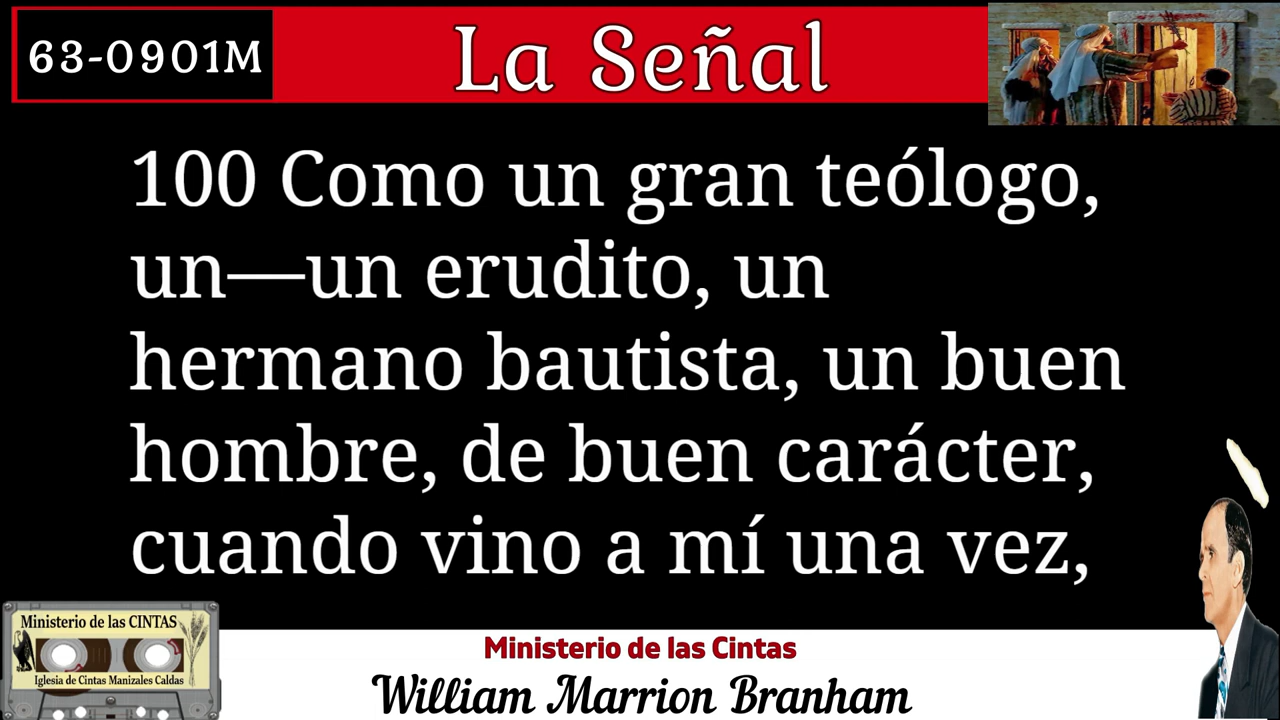 63-0901M
La Señal
100 Como un gran teólogo,
un—un erudito, un
hermano bautista, un buen
hombre, de buen carácter,
cuando vino a mí una vez,
Ministerio de las CINTAS
Iglesia de Cintas Manizales Caldas
Ministerio de las Cintas
William Marrion Branham